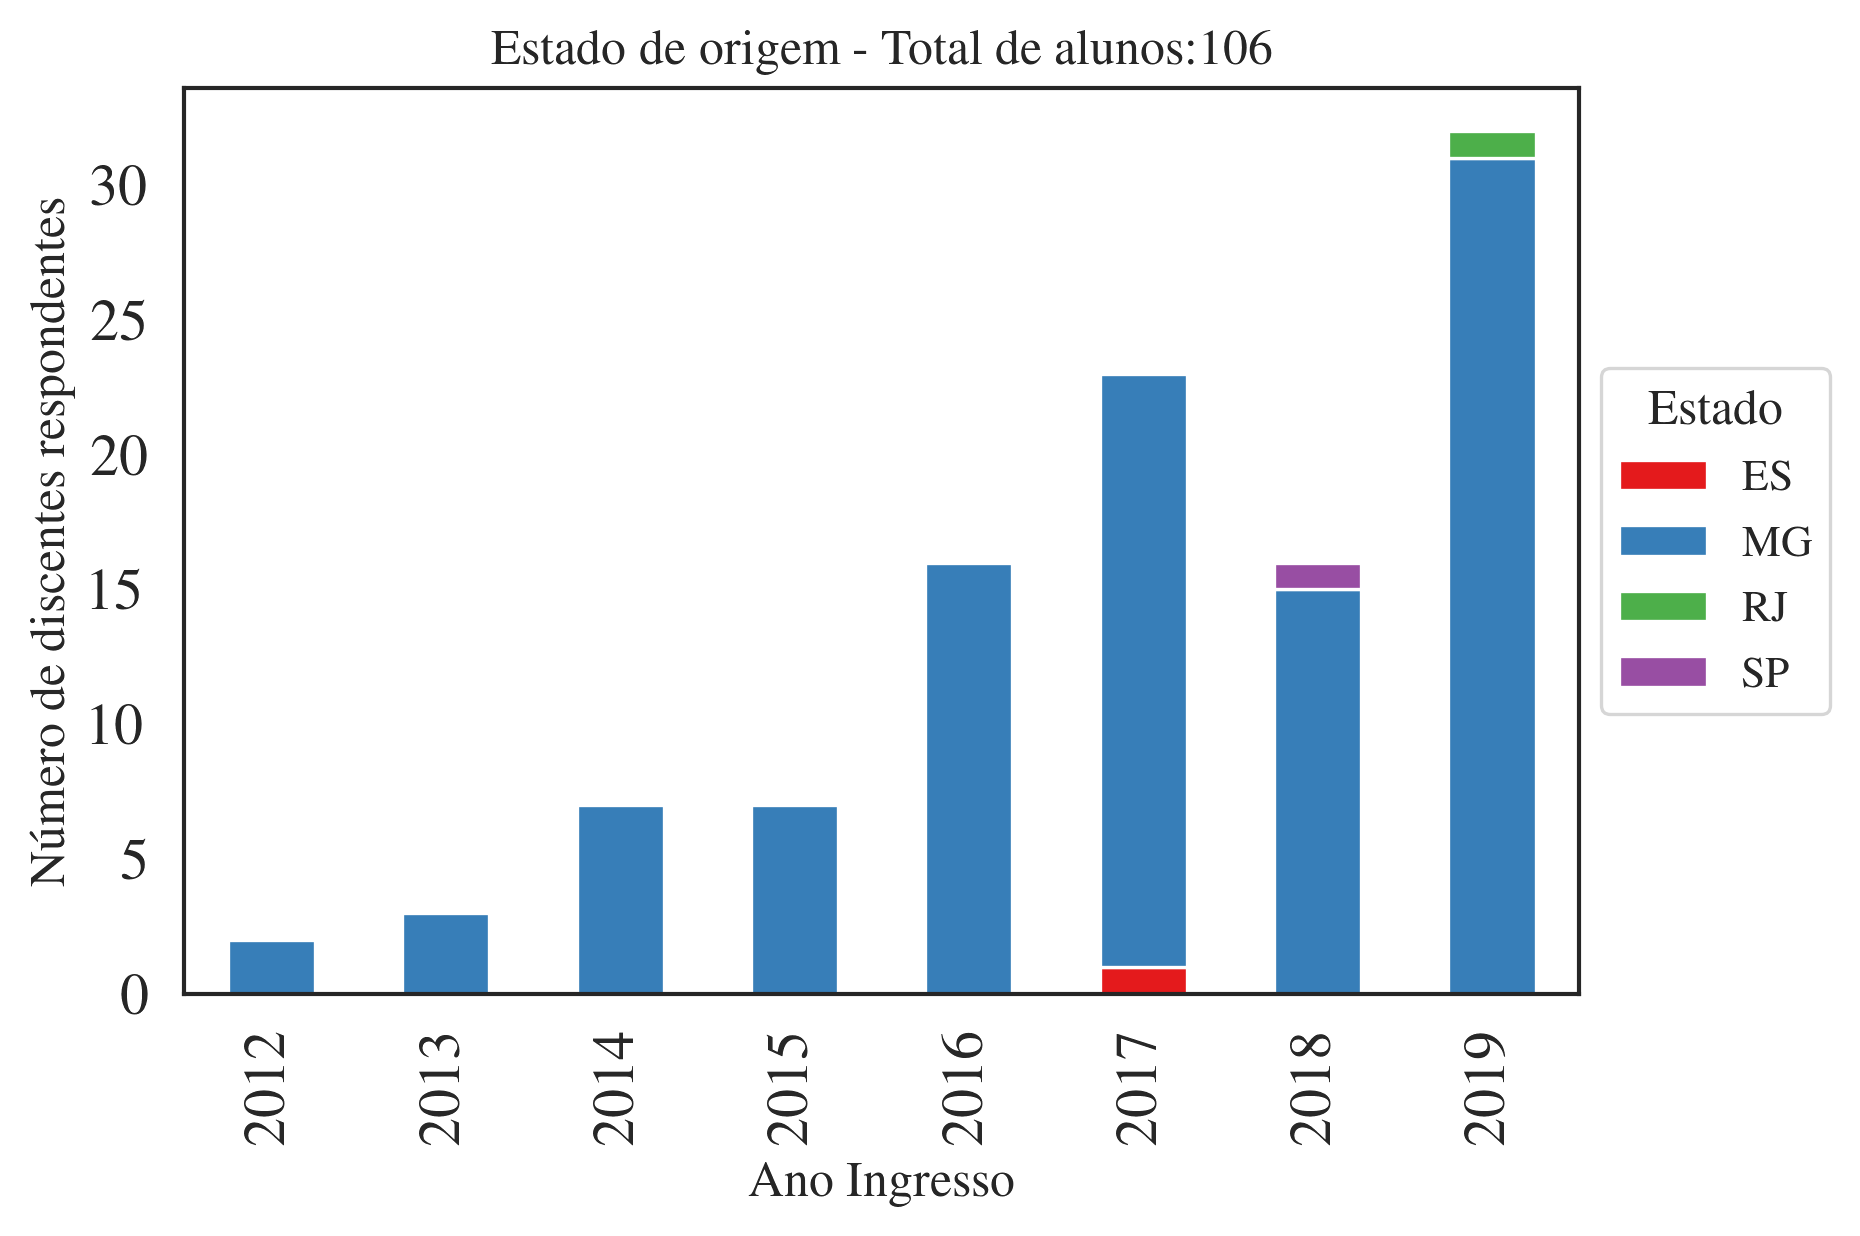 Estado de origem - Total de alunos:106
Número de discentes respondentes
30
25
20
15
10
5
0
2012
2013
2014
2015
2016
2017
2018
2019
Ano Ingresso
Estado
ES
MG
RJ
SP